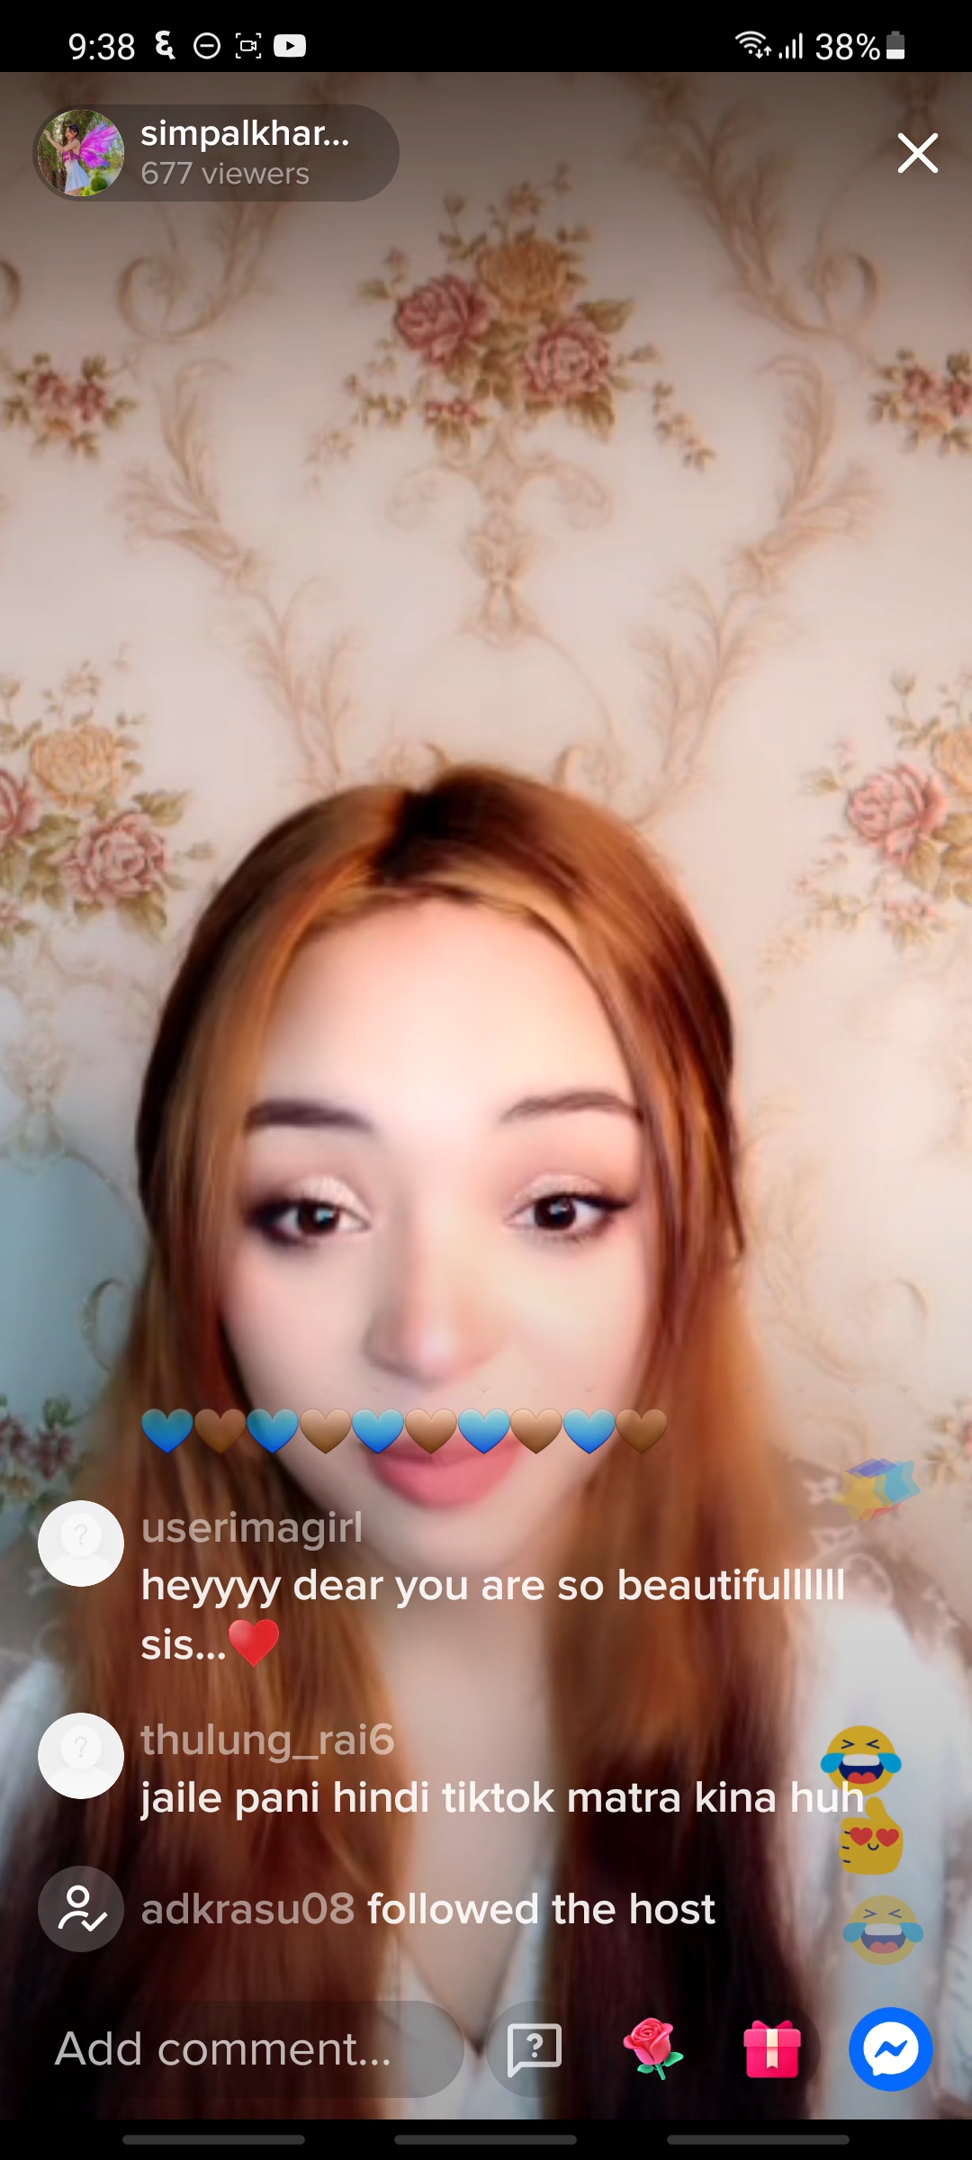 9:38
38%
simpalkhar...
677 viewers
💙🤎💙🤎💙🤎💙🤎💙🤎
userimagirl
heyyyy dear you are so beautifullllll
sis...❤️
thulung_rai6
jaile pani hindi tiktok matra kina huh
adkrasu08 followed the host
Add comment...